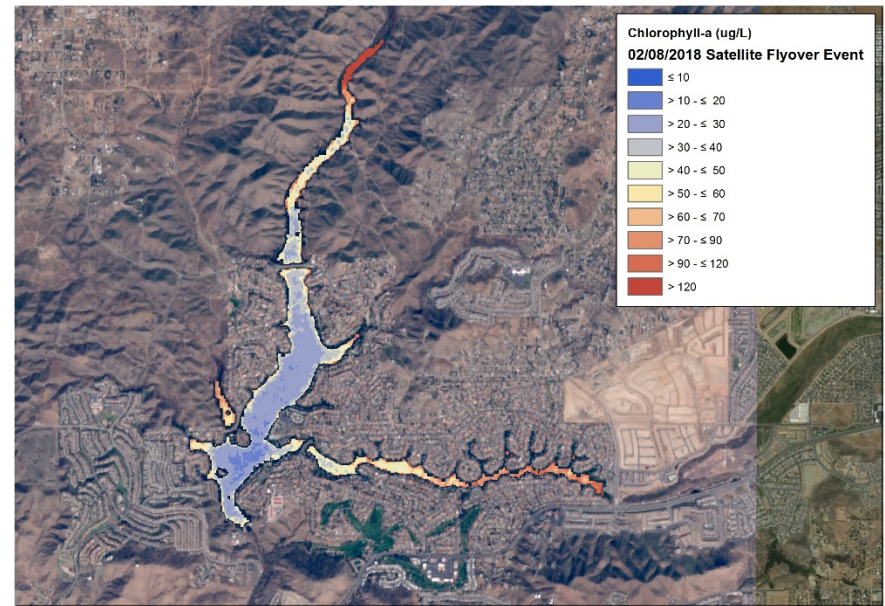 Chlorophyll-a (ug/L)
02/08/2018 Satellite Flyover Event
≤ 10
> 10 - ≤ 20
> 20 - ≤ 30
> 30 - ≤ 40
> 40 - ≤ 50
> 50 - ≤ 60
> 60 - ≤ 70
> 70 - ≤ 90
> 90 - ≤ 120
> 120